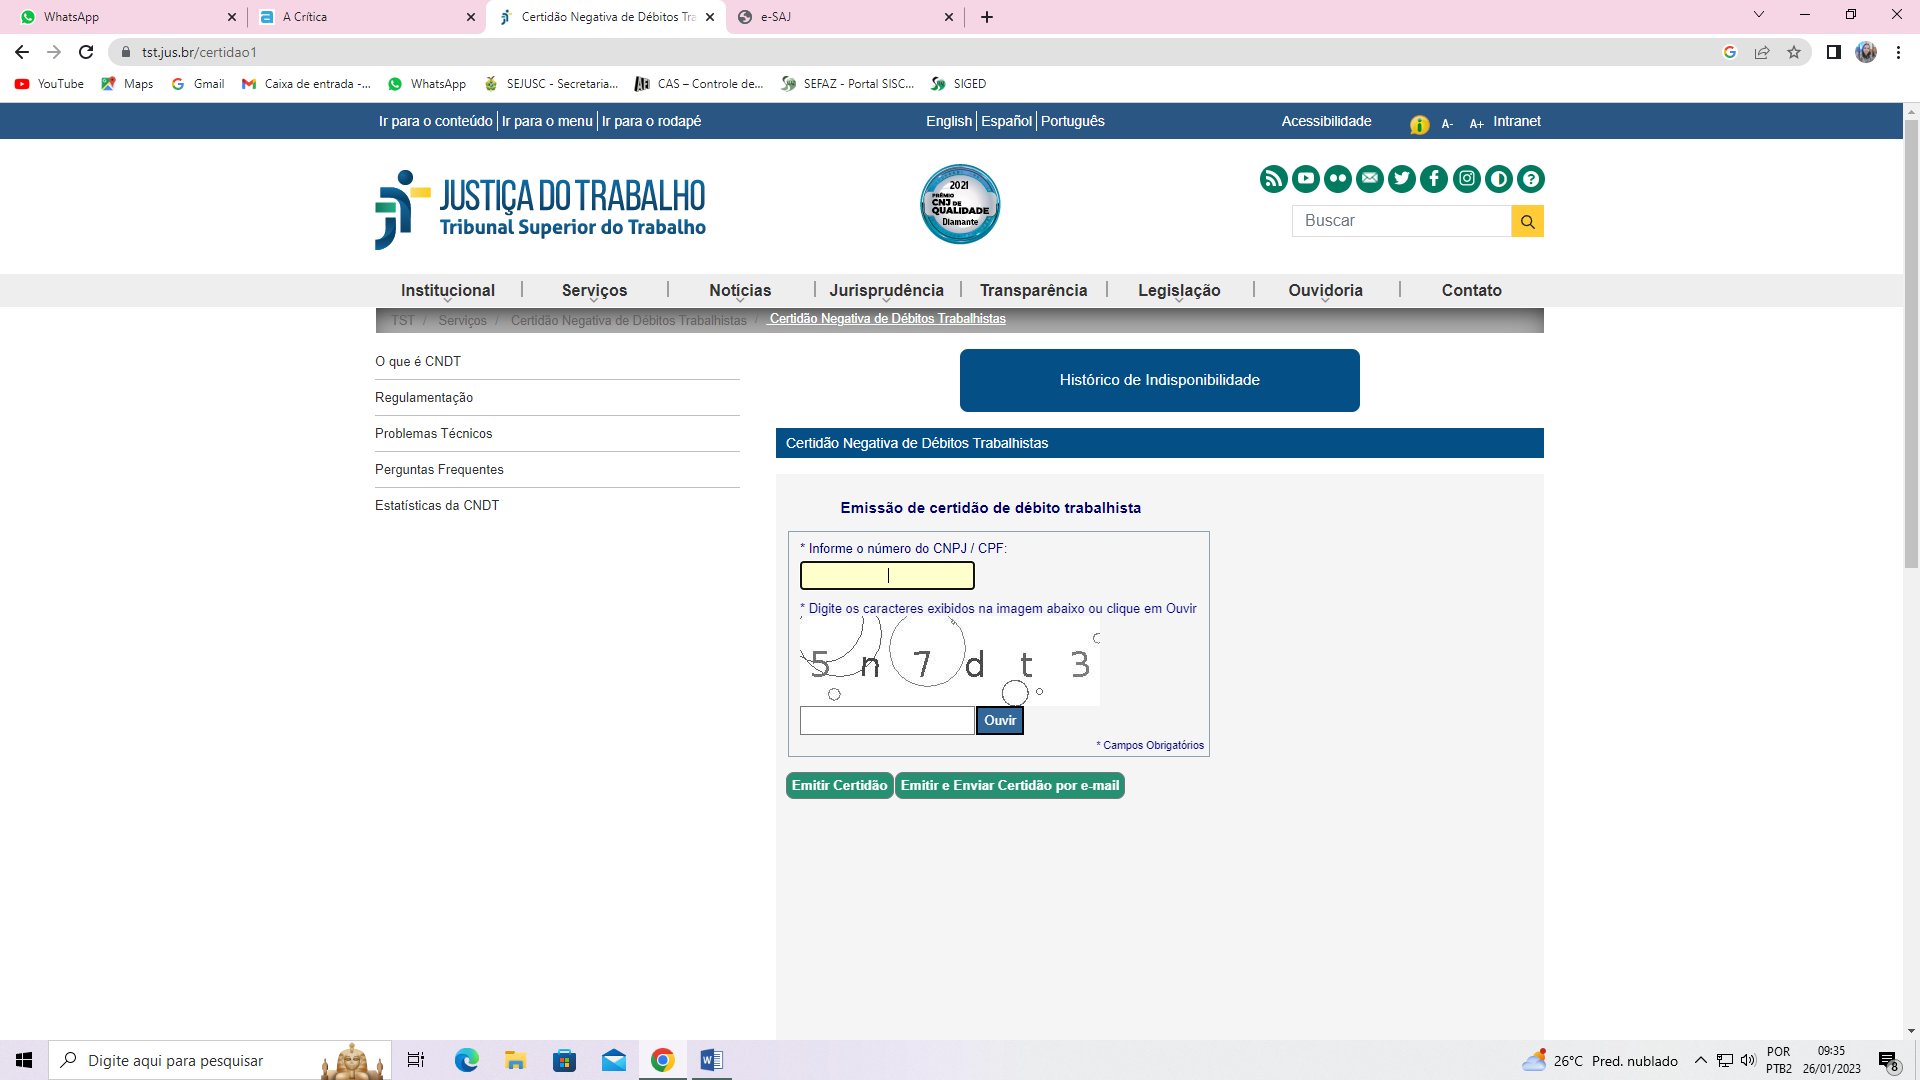 WhatsApp
A Crítica
Certidão Negativa de Débitos Tra
e-SAJ
tst.jus.br/certidao1
YouTube
Maps
Gmail
Caixa de entrada -...
WhatsApp
SEJUSC - Secretaria...
CAS – Controle de...
SEFAZ - Portal SISC...
SIGED
Ir para o conteúdo
Ir para o menu
Ir para o rodapé
English
Español
Português
Acessibilidade
A-
A+
Intranet
JUSTIÇA DO TRABALHO
Tribunal Superior do Trabalho
2021
PRÊMIO
CNJ DE
QUALIDADE
Diamante
Buscar
Institucional
Serviços
Notícias
Jurisprudência
Transparência
Legislação
Ouvidoria
Contato
TST / Serviços / Certidão Negativa de Débitos Trabalhistas / Certidão Negativa de Débitos Trabalhistas
O que é CNDT
Regulamentação
Problemas Técnicos
Perguntas Frequentes
Estatísticas da CNDT
Histórico de Indisponibilidade
Certidão Negativa de Débitos Trabalhistas
Emissão de certidão de débito trabalhista
* Informe o número do CNPJ / CPF:
* Digite os caracteres exibidos na imagem abaixo ou clique em Ouvir
5 n 7 d t 3
Ouvir
* Campos Obrigatórios
Emitir Certidão
Emitir e Enviar Certidão por e-mail
Digite aqui para pesquisar
26°C Pred. nublado
POR
PTB2
09:35
26/01/2023
8